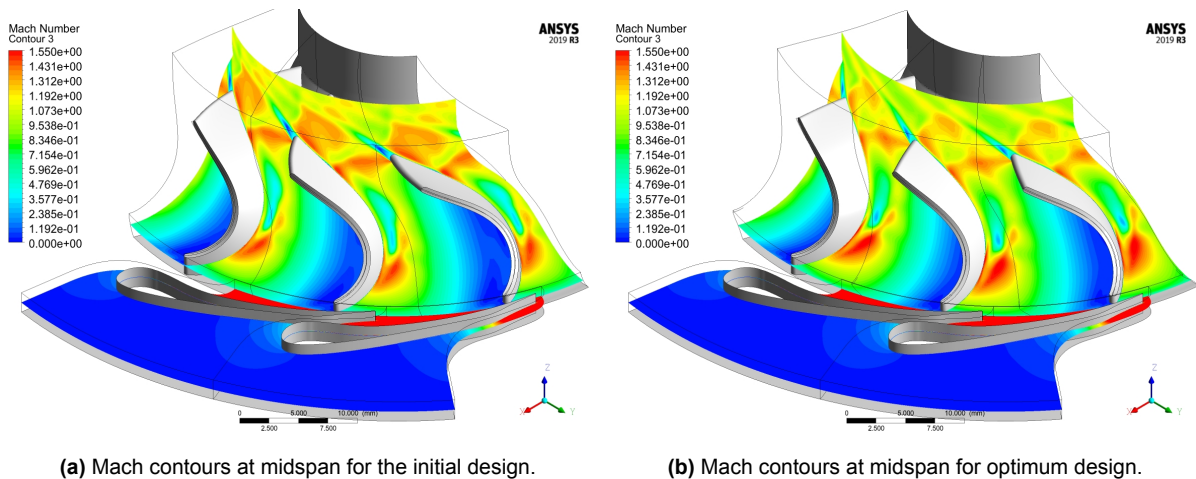 Mach Number
Contour 3
1.550e+00
1.431e+00
1.312e+00
1.192e+00
1.073e+00
9.538e-01
8.346e-01
7.154e-01
5.962e-01
4.769e-01
3.577e-01
2.385e-01
1.192e-01
0.000e+00
ANSYS
2019 R3
Z
X Y
0 5.000 10.000 (mm)
2.500 7.500
(a) Mach contours at midspan for the initial design.
Mach Number
Contour 3
1.550e+00
1.431e+00
1.312e+00
1.192e+00
1.073e+00
9.538e-01
8.346e-01
7.154e-01
5.962e-01
4.769e-01
3.577e-01
2.385e-01
1.192e-01
0.000e+00
ANSYS
2019 R3
Z
X Y
0 5.000 10.000 (mm)
2.500 7.500
(b) Mach contours at midspan for optimum design.